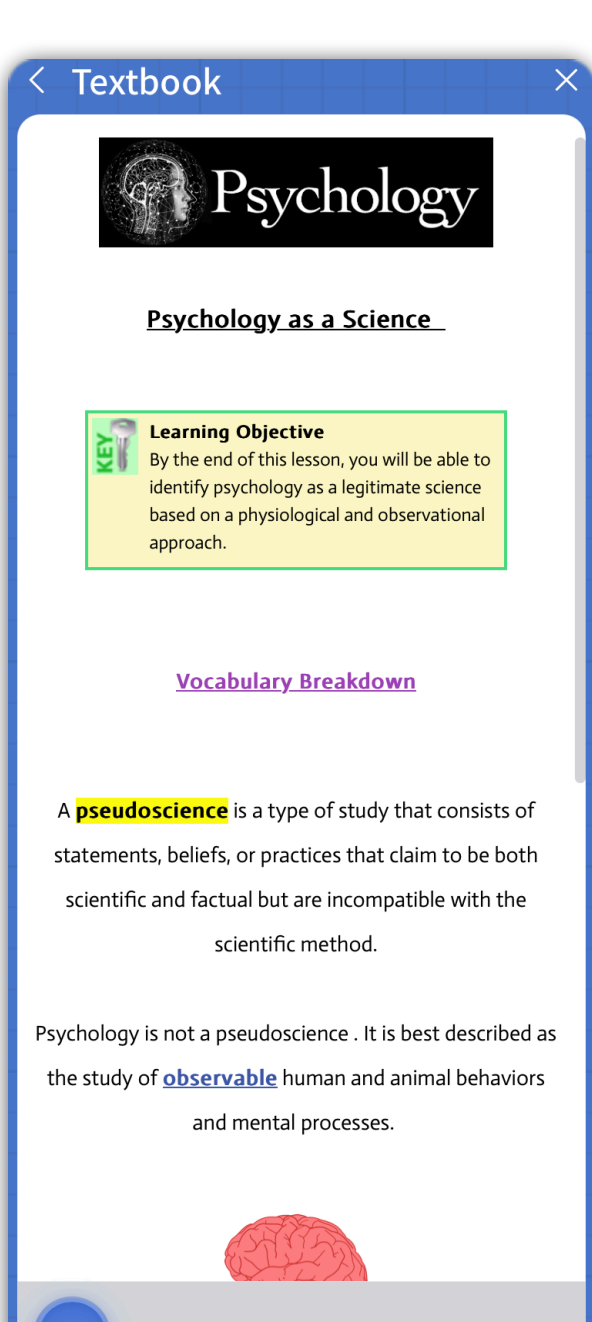 Textbook
Psychology
Psychology as a Science
KEY
Learning Objective
By the end of this lesson, you will be able to
identify psychology as a legitimate science
based on a physiological and observational
approach.
Vocabulary Breakdown
A pseudoscience is a type of study that consists of
statements, beliefs, or practices that claim to be both
scientific and factual but are incompatible with the
scientific method.
Psychology is not a pseudoscience . It is best described as
the study of observable human and animal behaviors
and mental processes.